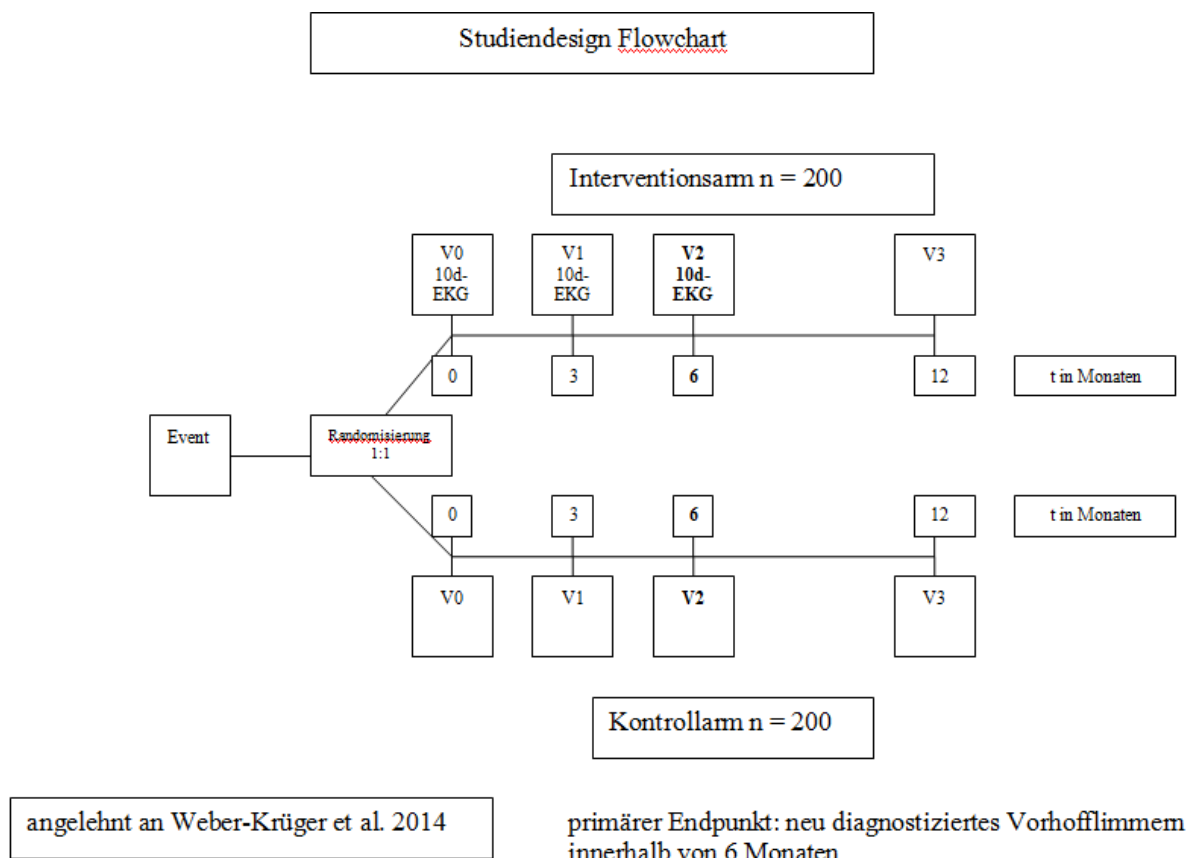 Studiendesign Flowchart
Interventionsarm n = 200
V0
10d-
EKG
V1
10d-
EKG
V2
10d-
EKG
V3
0
3
6
12
t in Monaten
Event
Randomisierung
1:1
0
3
6
12
t in Monaten
V0
V1
V2
V3
Kontrollarm n = 200
angelehnt an Weber-Krüger et al. 2014
primärer Endpunkt: neu diagnostiziertes Vorhofflimmern
innerhalb von 6 Monaten